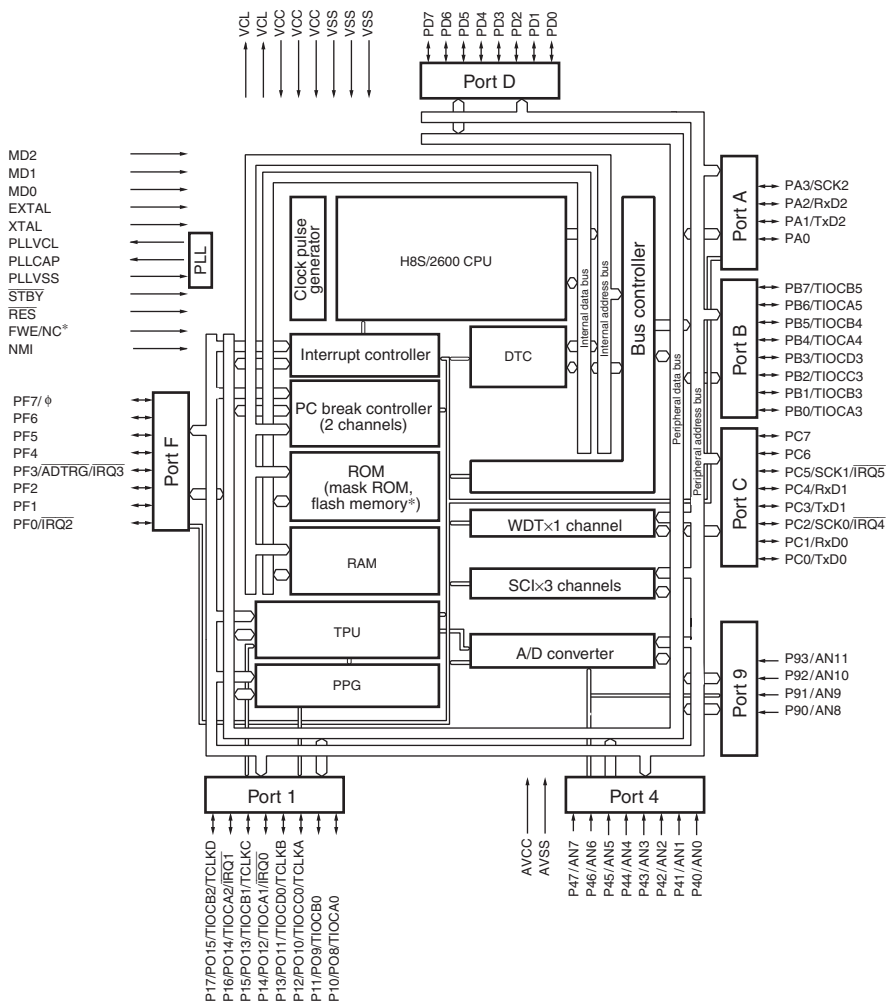 VCL
VCL
VCC
VCC
VCC
VSS
VSS
VSS
PD7
PD6
PD5
PD4
PD3
PD2
PD1
PD0
Port D
MD2
MD1
MD0
EXTAL
XTAL
PLLVCL
PLLCAP
PLLVSS
STBY
RES
FWE/NC*
NMI
PLL
Clock pulse
generator
H8S/2600 CPU
Internal data bus
Internal address bus
Bus controller
Peripheral data bus
Peripheral address bus
Port A
PA3/SCK2
PA2/RxD2
PA1/TxD2
PA0
Interrupt controller
DTC
PC break controller
(2 channels)
ROM
(mask ROM,
flash memory*)
RAM
TPU
PPG
WDT×1 channel
SCI×3 channels
A/D converter
Port B
PB7/TIOCB5
PB6/TIOCA5
PB5/TIOCB4
PB4/TIOCA4
PB3/TIOCD3
PB2/TIOCC3
PB1/TIOCB3
PB0/TIOCA3
PF7/ϕ
PF6
PF5
PF4
PF3/ADTRG/IRQ3
PF2
PF1
PF0/IRQ2
Port F
Port C
PC7
PC6
PC5/SCK1/IRQ5
PC4/RxD1
PC3/TxD1
PC2/SCK0/IRQ4
PC1/RxD0
PC0/TxD0
Port 9
P93/AN11
P92/AN10
P91/AN9
P90/AN8
Port 1
Port 4
P17/PO15/TIOCB2/TCLKD
P16/PO14/TIOCA2/IRQ1
P15/PO13/TIOCB1/TCLKC
P14/PO12/TIOCA1/IRQ0
P13/PO11/TIOCD0/TCLKB
P12/PO10/TIOCC0/TCLKA
P11/PO9/TIOCB0
P10/PO8/TIOCA0
AVCC
AVSS
P47/AN7
P46/AN6
P45/AN5
P44/AN4
P43/AN3
P42/AN2
P41/AN1
P40/AN0